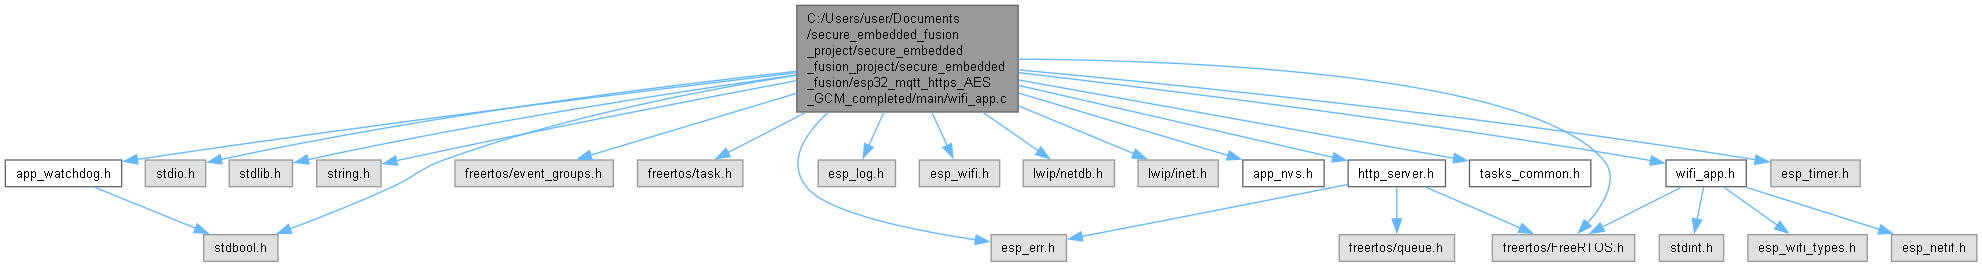 C:/Users/user/Documents
/secure_embedded_fusion
_project/secure_embedded
_fusion_project/secure_embedded
_fusion/esp32_mqtt_https_AES
_GCM_completed/main/wifi_app.c
app_watchdog.h
stdio.h
stdlib.h
string.h
freertos/event_groups.h
freertos/task.h
esp_log.h
esp_wifi.h
lwip/netdb.h
lwip/inet.h
app_nvs.h
http_server.h
tasks_common.h
wifi_app.h
esp_timer.h
stdbool.h
esp_err.h
freertos/queue.h
freertos/FreeRTOS.h
stdint.h
esp_wifi_types.h
esp_netif.h